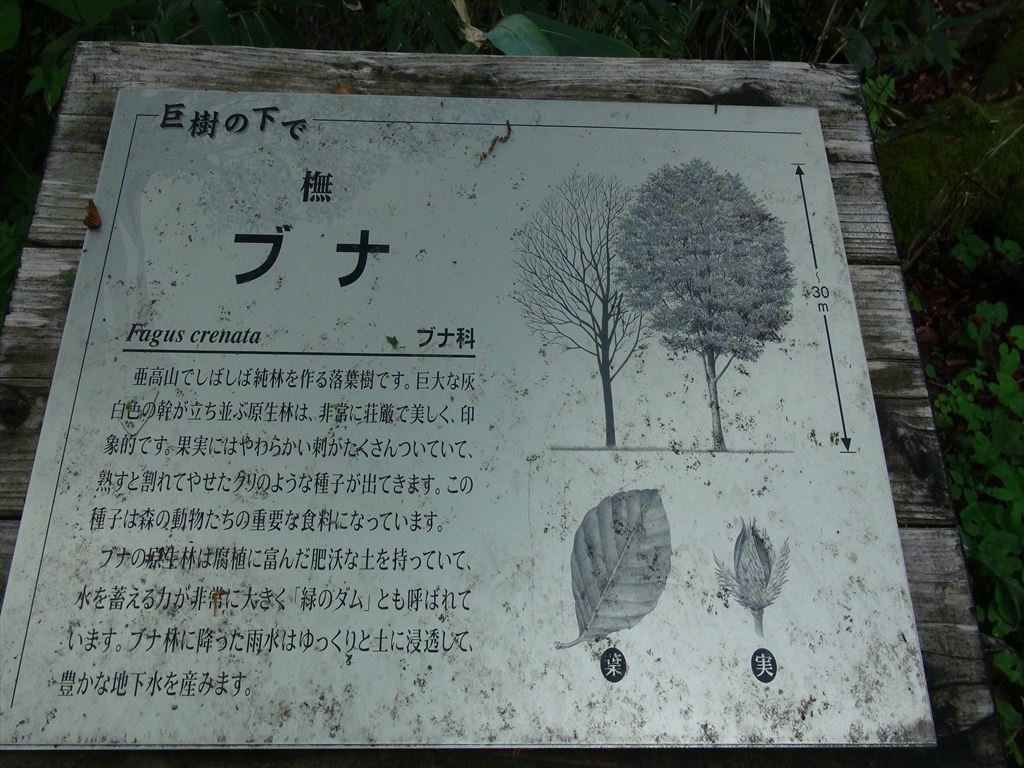 巨樹の下で
橅
ブナ
Fagus crenata ブナ科
亜高山でしばしば純林を作る落葉樹です。巨大な灰
白色の幹が立ち並ぶ原生林は、非常に荘厳で美しく、印
象的です。果実にはやわらかい刺がたくさんついていて、
熟すと割れてやせたクリのような種子が出てきます。この
種子は森の動物たちの重要な食料になっています。
ブナの原生林は腐植に富んだ肥沃な土を持っていて、
水を蓄える力が非常に大きく「緑のダム」とも呼ばれて
います。ブナ林に降った雨水はゆっくりと土に浸透して、
豊かな地下水を産みます。
~30m
葉
実